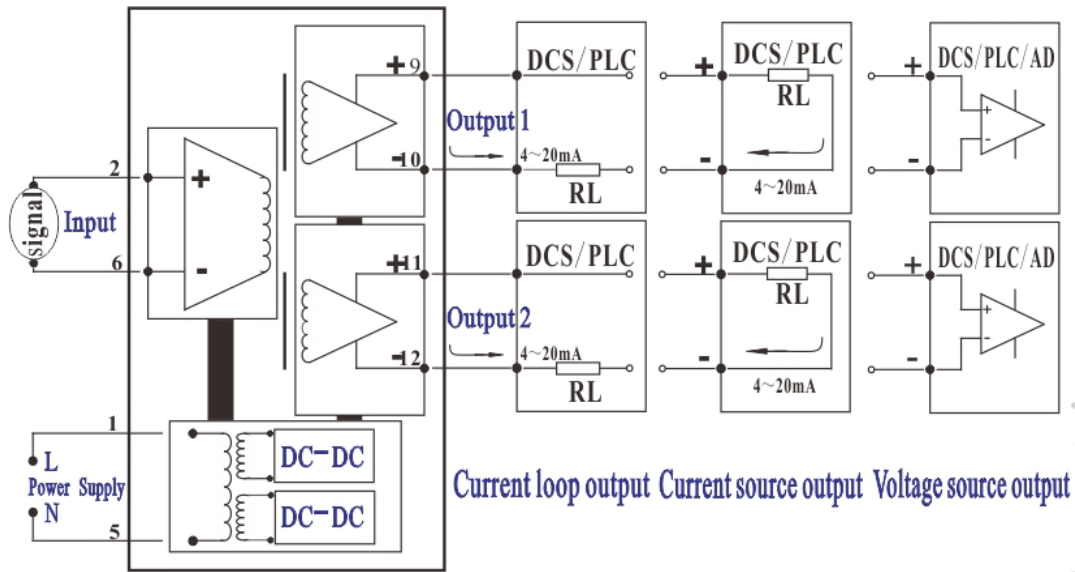 +9
DCS/PLC
+
DCS/PLC
RL
+
DCS/PLC/AD
+
-
Output 1
-10
4~20mA
RL
-
4~20mA
-
2
+
signal
Input
6
-
+11
DCS/PLC
+
DCS/PLC
RL
+
DCS/PLC/AD
+
-
Output 2
-12
4~20mA
RL
-
4~20mA
-
1
L
Power Supply
N
5
DC-DC
DC-DC
Current loop output
Current source output
Voltage source output